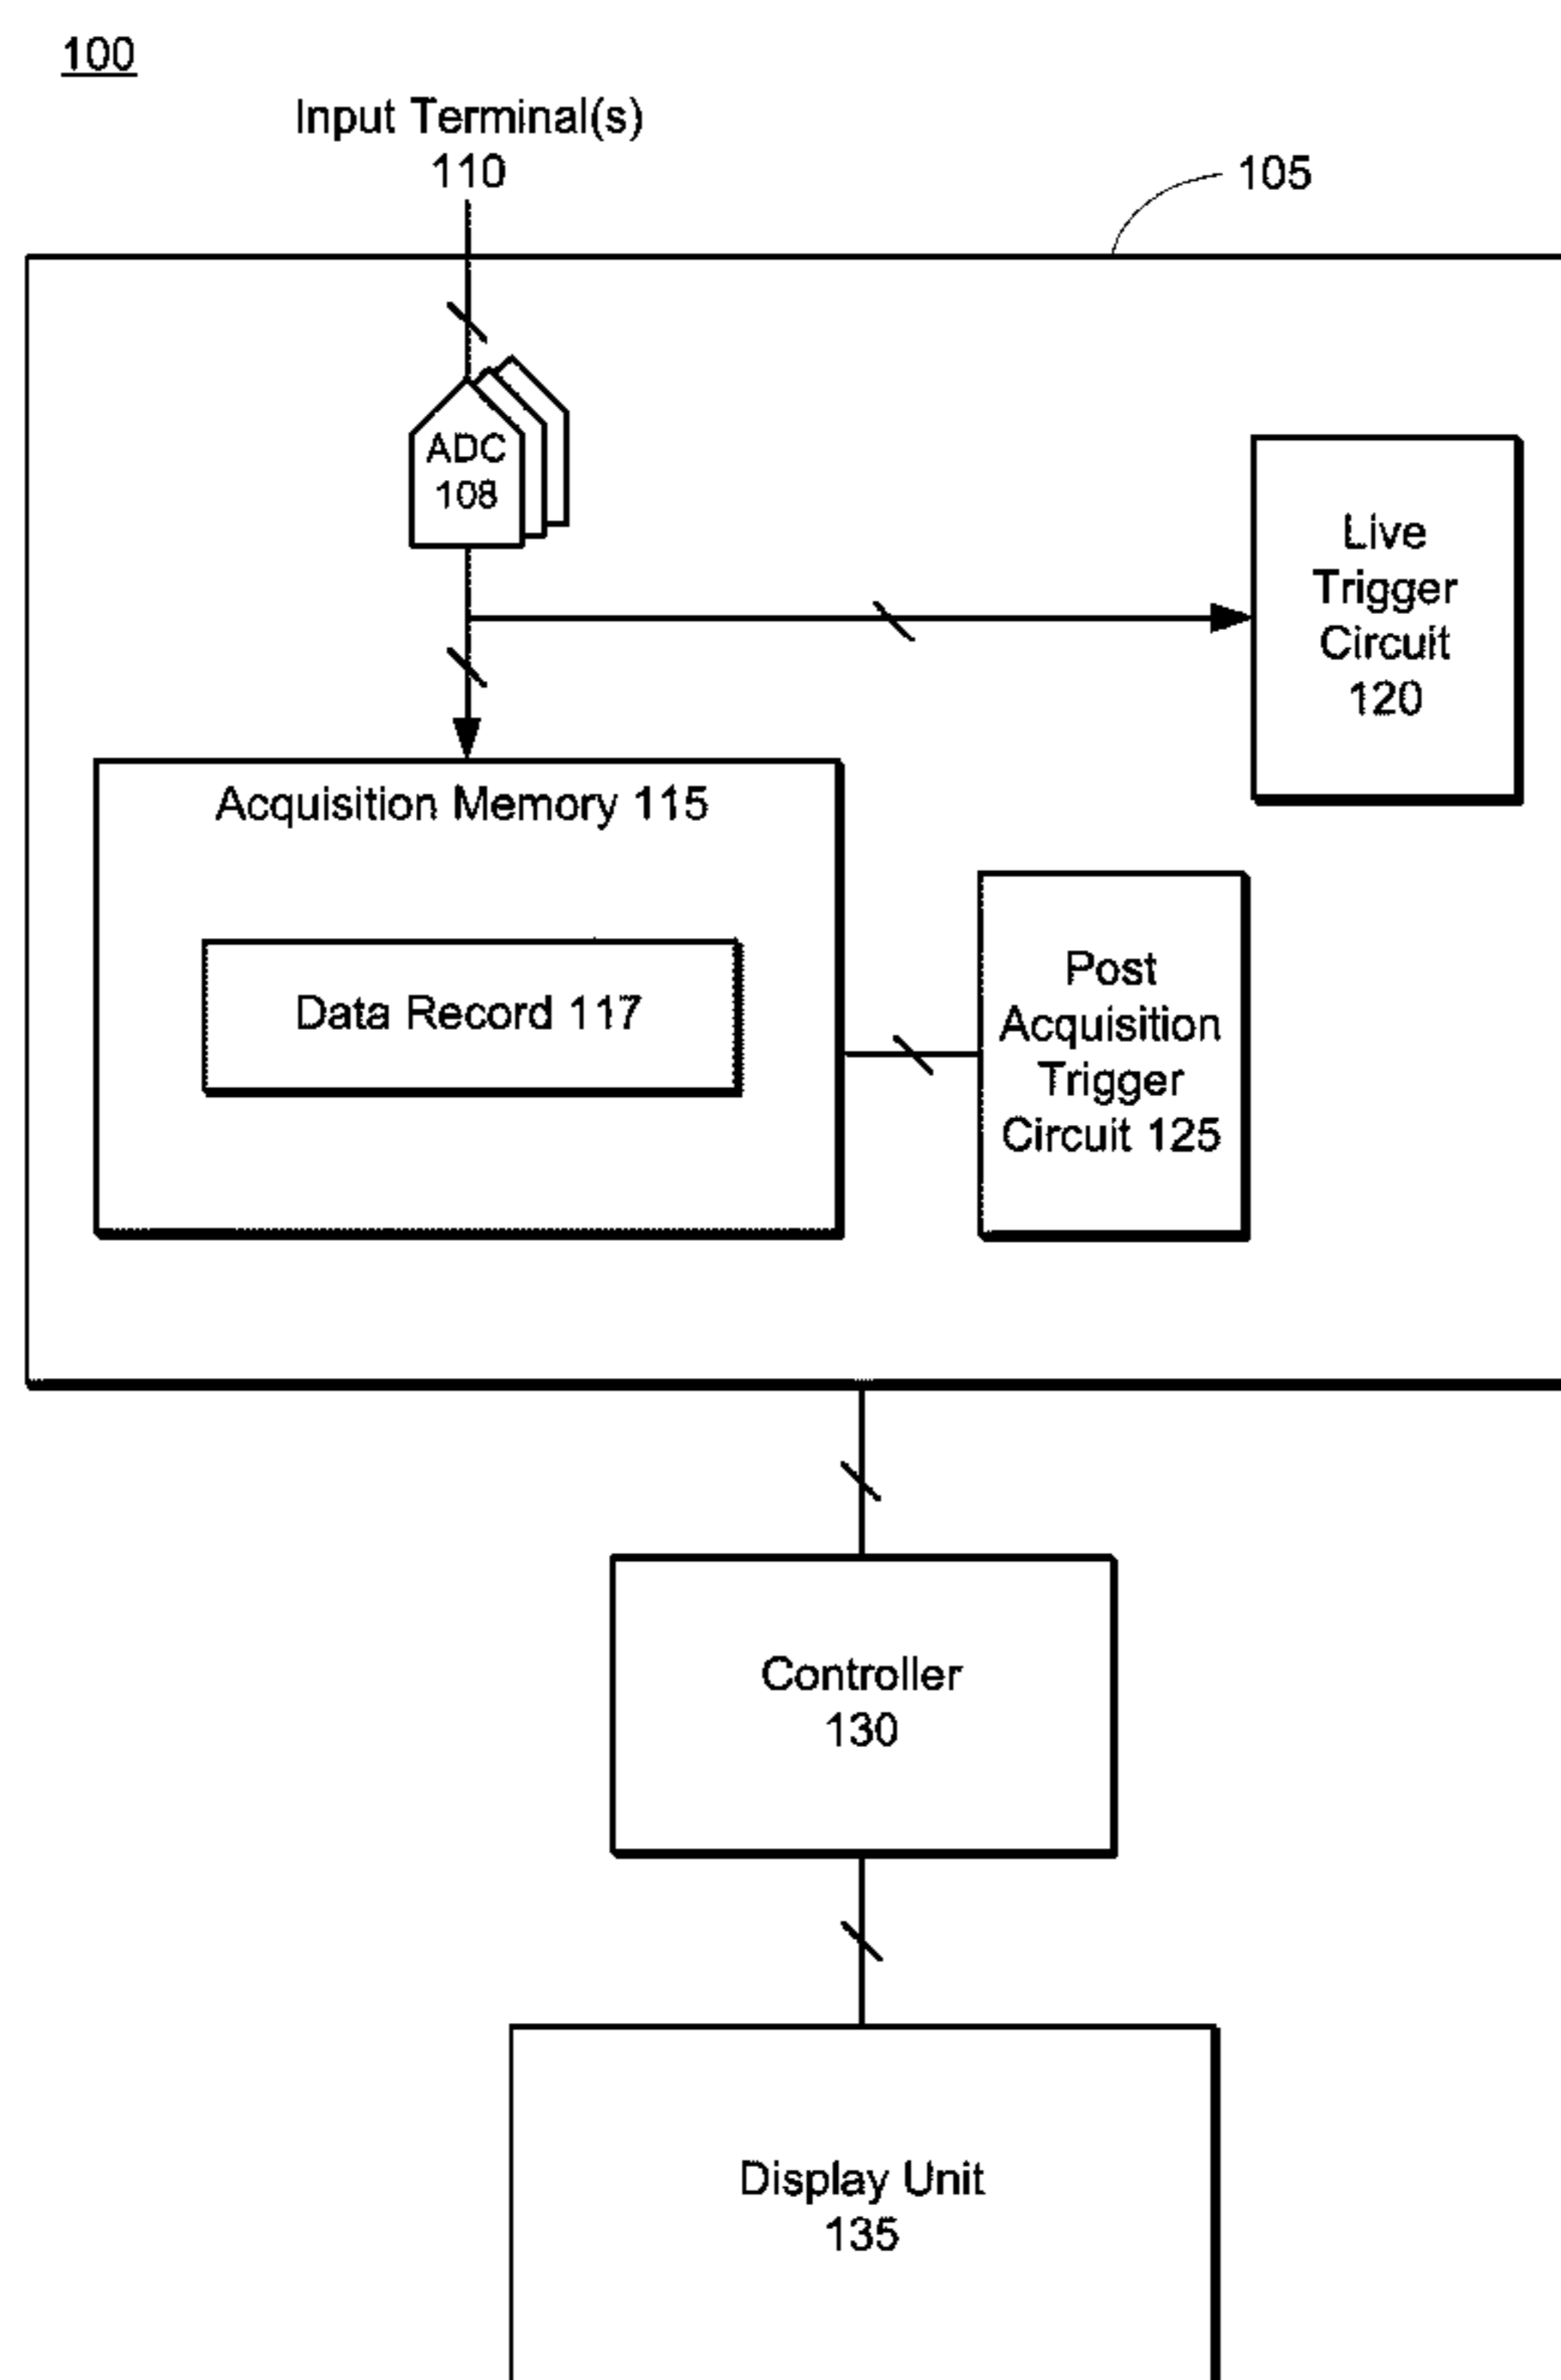 100
Input Terminal(s)
110
105
ADC
108
Live
Trigger
Circuit
120
Acquisition Memory 115
Data Record 117
Post
Acquisition
Trigger
Circuit 125
Controller
130
Display Unit
135